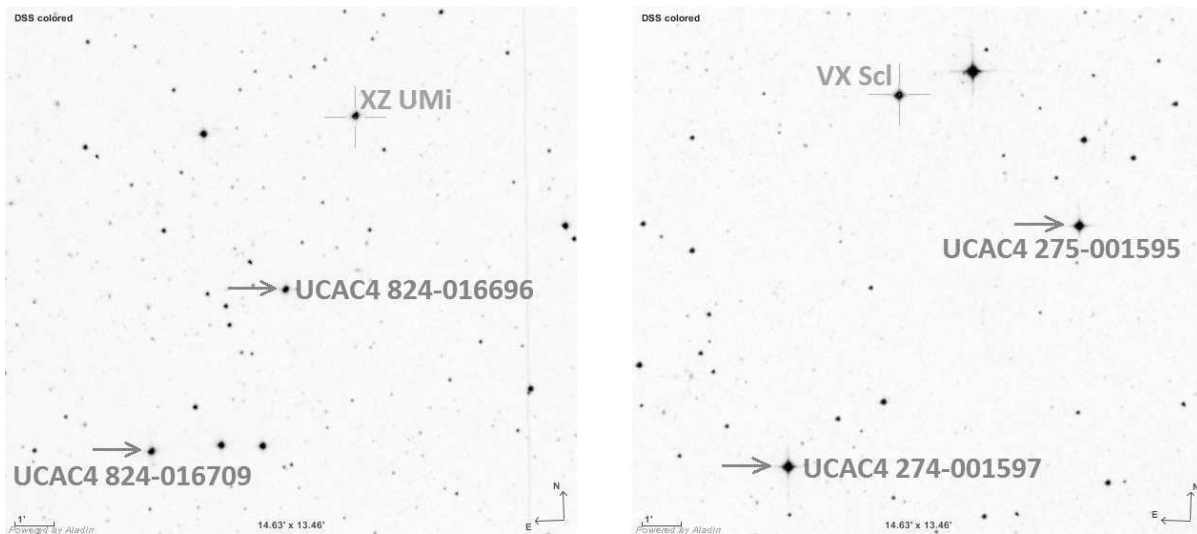 DSS colored
XZ UMi
UCAC4 824-016696
UCAC4 824-016709
N
E
1'
Powered by Aladin
14.63' x 13.46'
DSS colored
VX Scl
UCAC4 275-001595
UCAC4 274-001597
N
E
1'
Powered by Aladin
14.63' x 13.46'